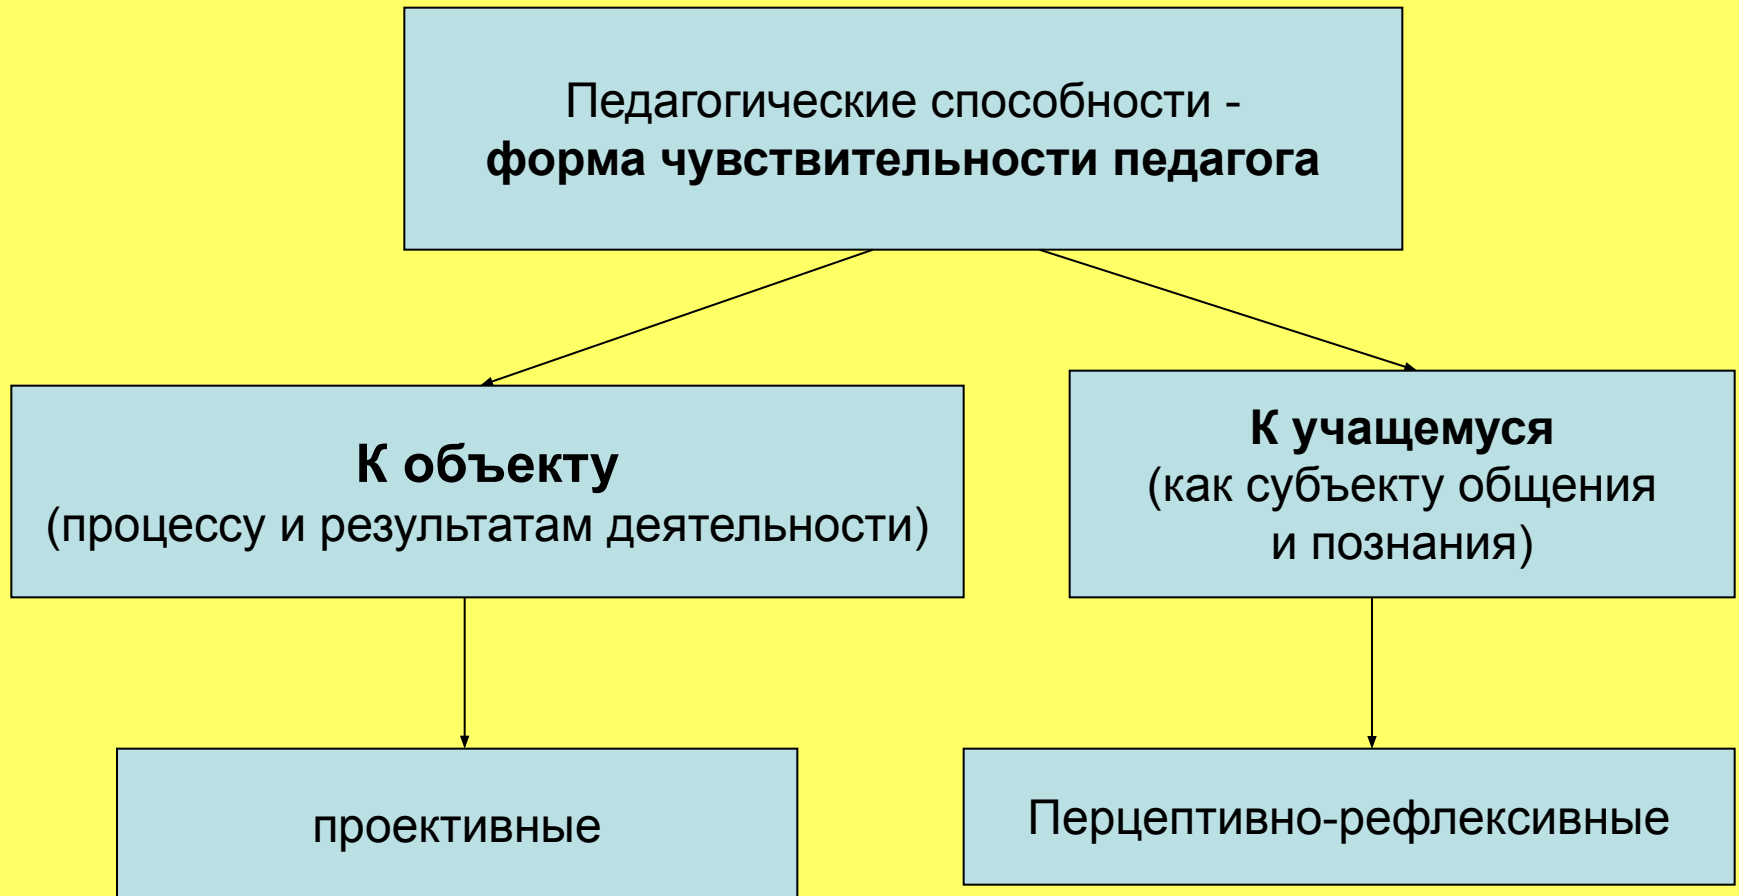 Педагогические способности -
форма чувствительности педагога
К объекту
(процессу и результатам деятельности)
К учащемуся
(как субъекту общения
и познания)
проективные
Перцептивно-рефлексивные